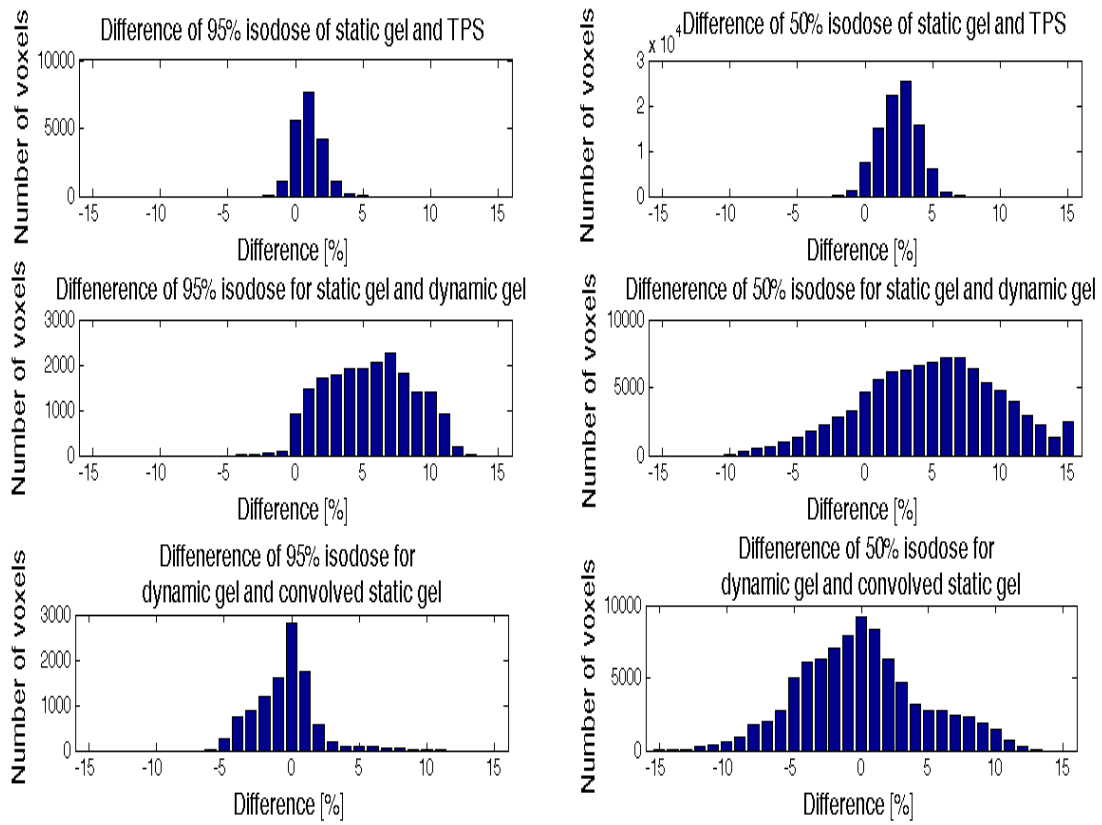 Difference of 95% isodose of static gel and TPS
Number of voxels
10000
5000
0
-15 -10 -5 0 5 10 15
Difference [%]
Difference of 50% isodose of static gel and TPS
x 10^4
Number of voxels
3
2
1
0
-15 -10 -5 0 5 10 15
Difference [%]
Diffenerence of 95% isodose for static gel and dynamic gel
Number of voxels
3000
2000
1000
0
-15 -10 -5 0 5 10 15
Difference [%]
Diffenerence of 50% isodose for static gel and dynamic gel
Number of voxels
10000
5000
0
-15 -10 -5 0 5 10 15
Difference [%]
Diffenerence of 95% isodose for
dynamic gel and convolved static gel
Number of voxels
3000
2000
1000
0
-15 -10 -5 0 5 10 15
Difference [%]
Diffenerence of 50% isodose for
dynamic gel and convolved static gel
Number of voxels
10000
5000
0
-15 -10 -5 0 5 10 15
Difference [%]